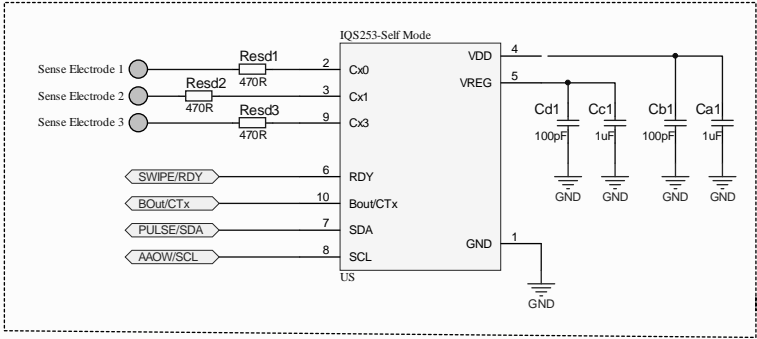 IQS253-Self Mode
Sense Electrode 1
Resd1
470R
2
Cx0
VDD
4
Sense Electrode 2
Resd2
470R
3
Cx1
VREG
5
Sense Electrode 3
Resd3
470R
9
Cx3
Cd1
100pF
GND
Cc1
1uF
GND
Cb1
100pF
GND
Ca1
1uF
GND
SWIPE/RDY
6
RDY
BOut/CTx
10
Bout/CTx
PULSE/SDA
7
SDA
AAOW/SCL
8
SCL
GND
1
GND
US